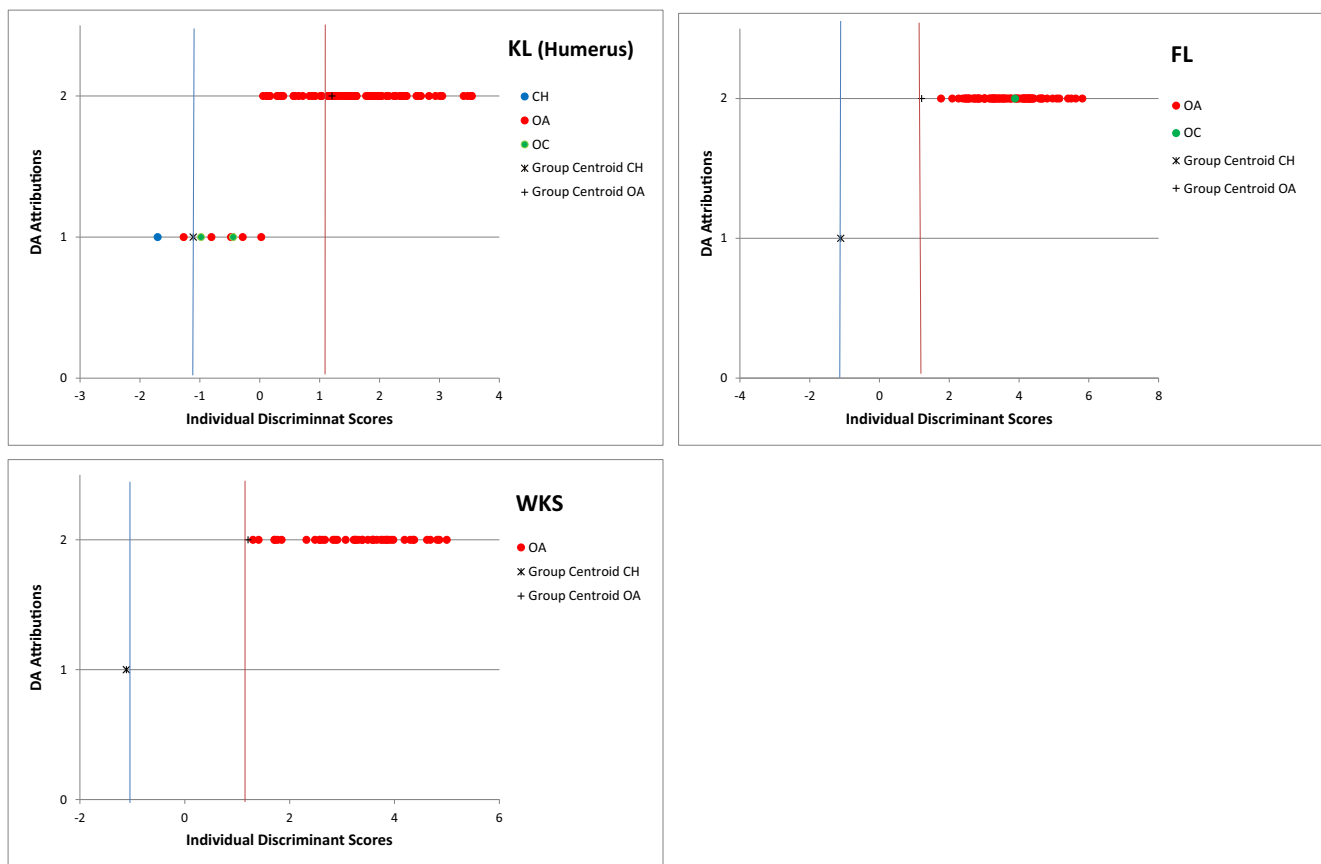 KL (Humerus)
CH
OA
OC
Group Centroid CH
Group Centroid OA
DA Attributions
2
1
0
-3 -2 -1 0 1 2 3 4
Individual Discriminnat Scores
FL
OA
OC
Group Centroid CH
Group Centroid OA
DA Attributions
2
1
0
-4 -2 0 2 4 6 8
Individual Discriminant Scores
WKS
OA
Group Centroid CH
Group Centroid OA
DA Attributions
2
1
0
-2 0 2 4 6
Individual Discriminant Scores